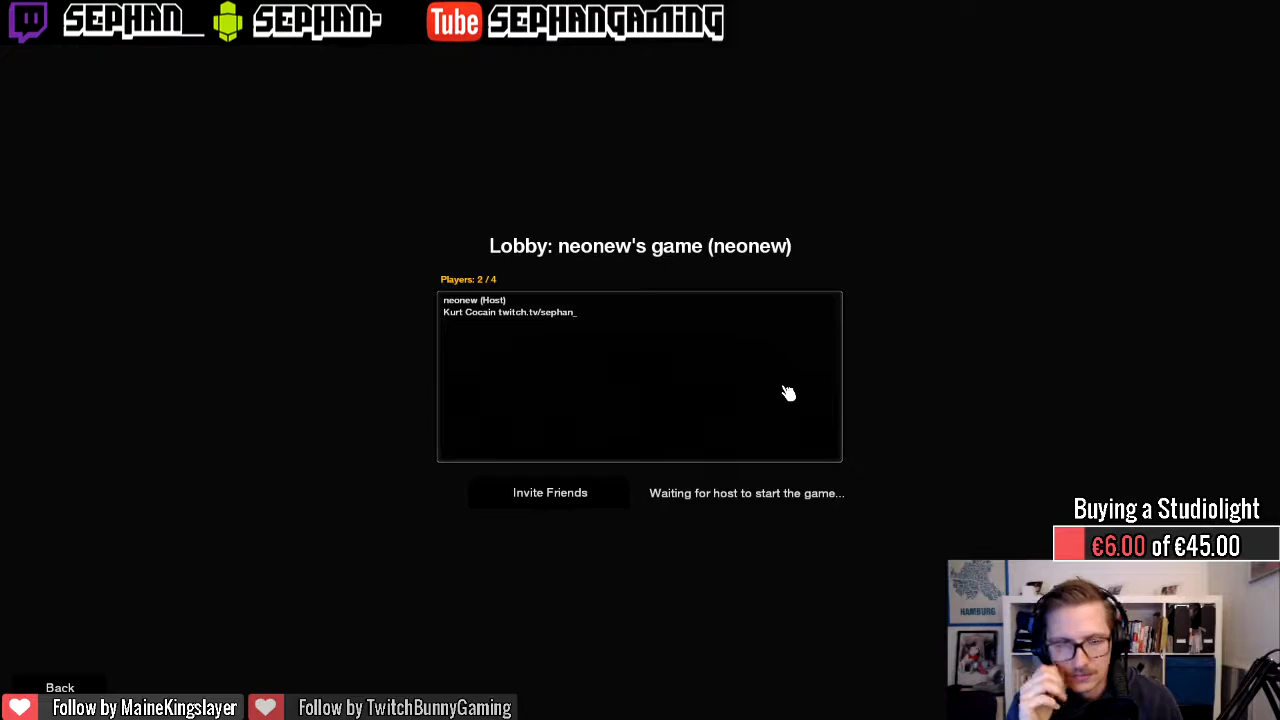 SEPHAN_ SEPHAN- Tube SEPHANGAMING
Lobby: neonew's game (neonew)
Players: 2 / 4
neonew (Host)
Kurt Cocain twitch.tv/sephan_
Invite Friends
Waiting for host to start the game...
Buying a Studiolight
€6.00 of €45.00
HAMBURG
Back
Follow by MaineKingslayer
Follow by TwitchBunnyGaming